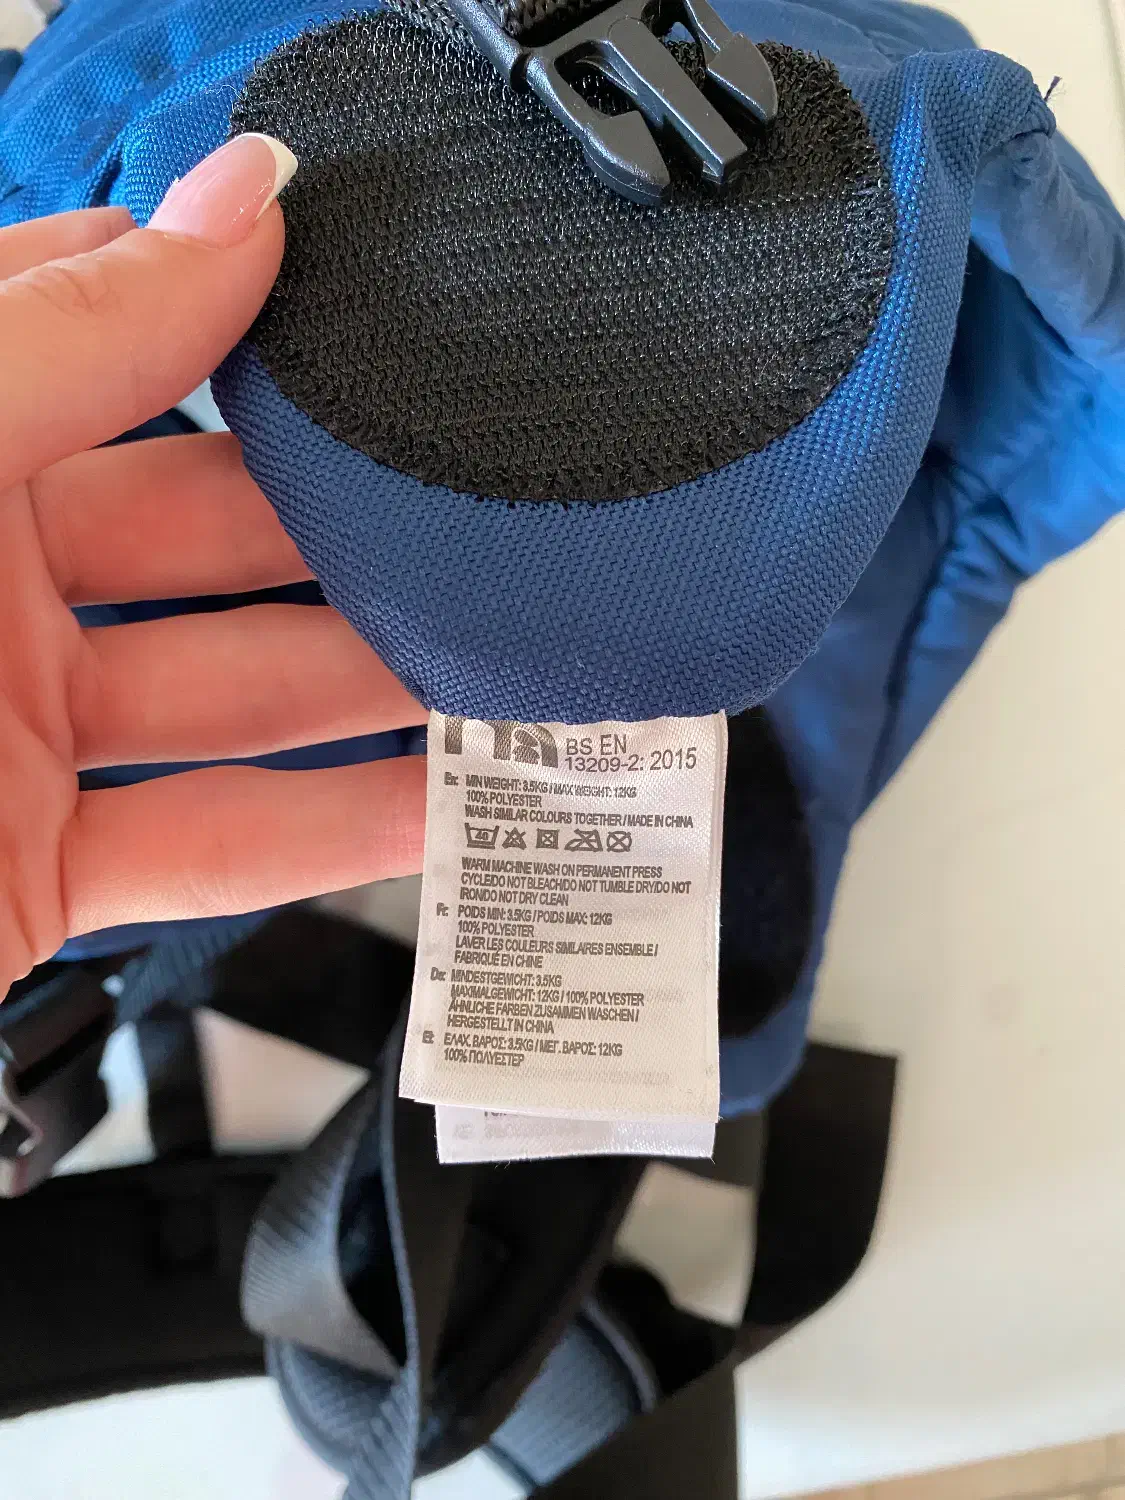 BS EN
13209-2: 2015
En: MIN WEIGHT: 3.5KG / MAX WEIGHT: 12KG
100% POLYESTER
WASH SIMILAR COLOURS TOGETHER / MADE IN CHINA
40
WARM MACHINE WASH ON PERMANENT PRESS
CYCLE/DO NOT BLEACH/DO NOT TUMBLE DRY/DO NOT
IRON/DO NOT DRY CLEAN
Fr: POIDS MIN: 3.5KG / POIDS MAX: 12KG
100% POLYESTER
LAVER LES COULEURS SIMILAIRES ENSEMBLE /
FABRIQUÉ EN CHINE
De: MINDESTGEWICHT: 3.5KG
MAXIMALGEWICHT: 12KG / 100% POLYESTER
ÄHNLICHE FARBEN ZUSAMMEN WASCHEN /
HERGESTELLT IN CHINA
El: ΕΛΑΧ. ΒΑΡΟΣ: 3.5KG / ΜΕΓ. ΒΑΡΟΣ: 12KG
100% ΠΟΛΥΕΣΤΕΡ